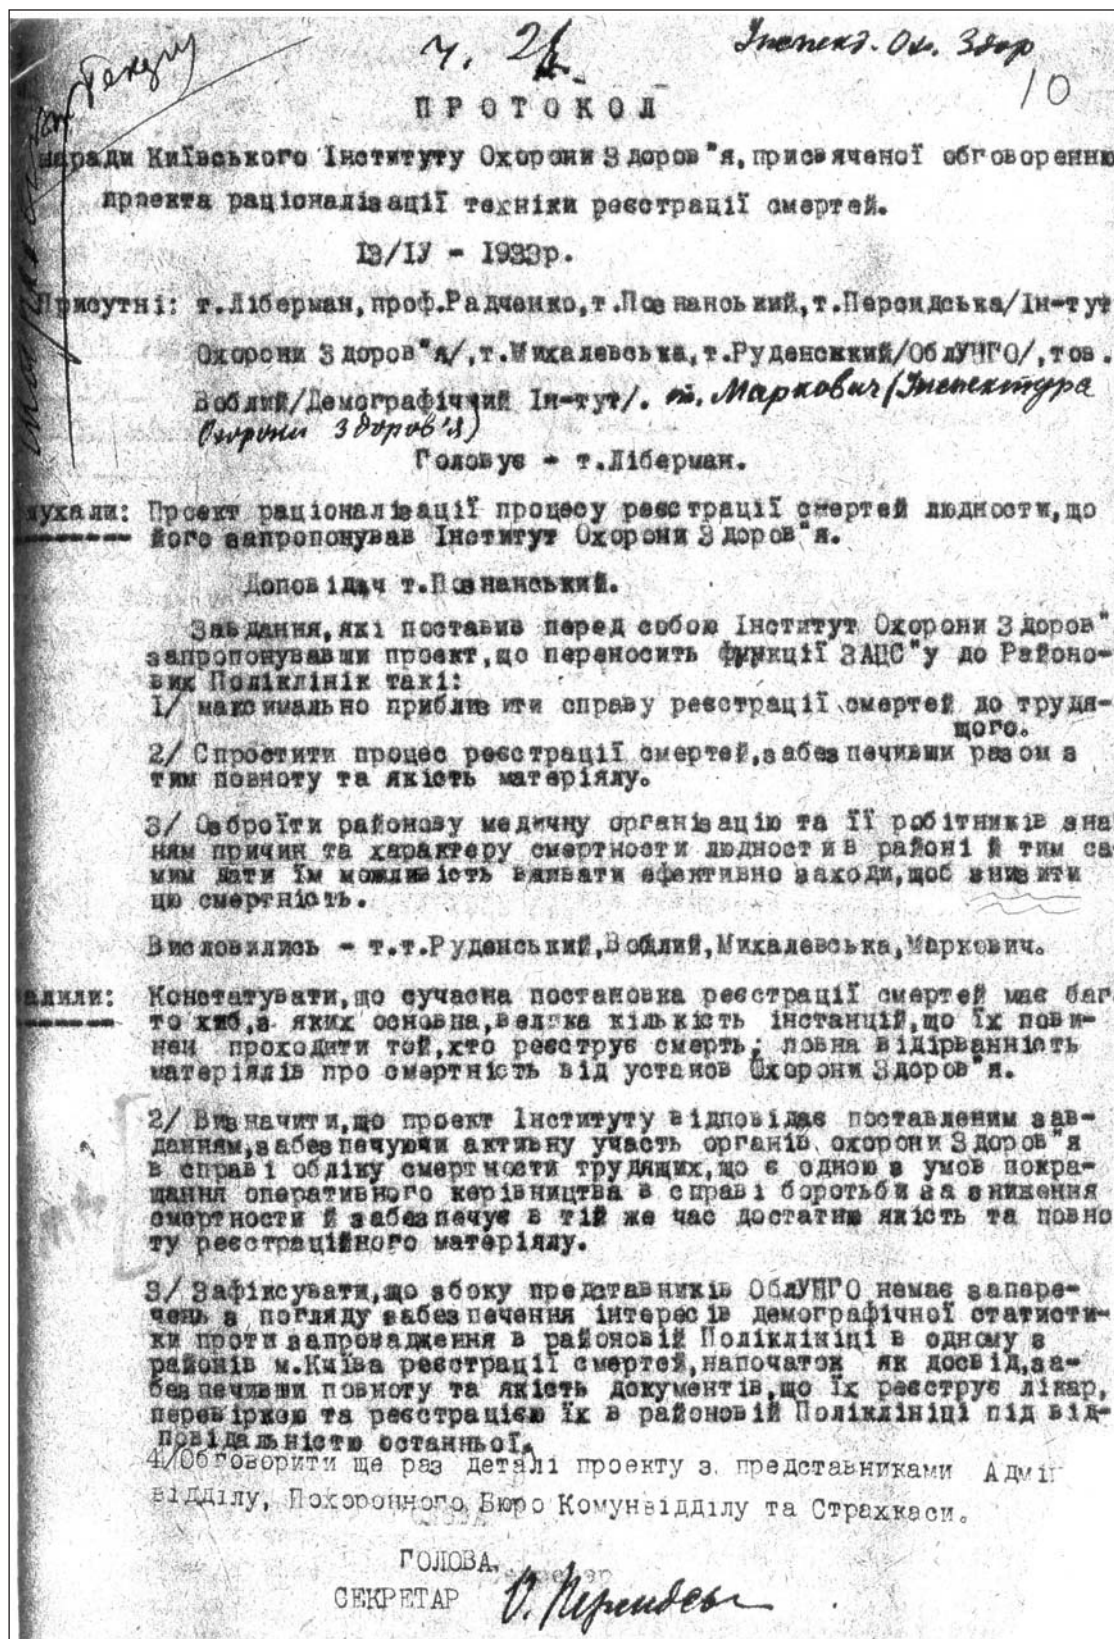 Інспект. Ох. Здор
10
ПРОТОКОЛ
наради Київського Інституту Охорони Здоров"я, присвяченої обговоренню
проекта раціоналізації техніки реєстрації смертей.
13/ІУ - 1933р.
Присутні: т.Ліберман, проф.Радченко, т.Познанський, т.Персидська/Ін-тут
Охорони Здоров"я/, т.Михалевська, т.Руденський/ОблУНГО/, тов.
Воблий/Демографічний Ін-тут/. т. Маркович (Інспектура
Охорони Здоров'я)
Головує - т.Ліберман.
лухали: Проект раціоналізації процесу реєстрації смертей людности, що
його запропонував Інститут Охорони Здоров"я.
Доповідач т.Познанський.
Завдання, які поставив перед собою Інститут Охорони Здоров"
запропонувавши проект, що переносить функції ЗАЦС"у до Районо-
вих Поліклінік такі:
1/ максимально приблизити справу реєстрації смертей до трудя-
щого.
2/ Спростити процес реєстрації смертей, забезпечивши разом з
тим повноту та якість матеріялу.
3/ Озброїти районову медичну організацію та її робітників зна
ням причин та характеру смертности людности в районі й тим са
мим дати їм можливість вживати ефективно заходи, щоб знизити
цю смертність.
Висловились - т.т.Руденський, Воблий, Михалевська, Маркович.
алили: Констатувати, що сучасна постановка реєстрації смертей має баг
то хиб, з яких основна, велика кількість інстанцій, що їх пови-
нен проходити той, хто реєструє смерть; повна відірванність
матеріялів про смертність від установ Охорони Здоров"я.
2/ Визначити, що проект Інституту відповідає поставленим зав-
данням, забезпечуючи активну участь органів охорони Здоров"я
в справі обліку смертности трудящих, що є одною з умов покра-
щання оперативного керівництва в справі боротьби за зниження
смертности й забезпечує в тій же час достатню якість та повно
ту реєстраційного матеріялу.
3/ Зафіксувати, що збоку представників ОблУНГО немає запере-
чень з погляду забезпечення інтересів демографічної статисти-
ки проти запровадження в районовій Поліклініці в одному з
районів м.Київа реєстрації смертей, напочаток як досвід, за-
безпечивши повноту та якість документів, що їх реєструє лікар,
перевіркою та реєстрацією їх в районовій Поліклініці під від-
повідальністю останньої.
4/Обговорити ще раз деталі проекту з представниками Адмі
відділу, Похоронного Бюро Комунвідділу та Страхкаси.
ГОЛОВА.
СЕКРЕТАР